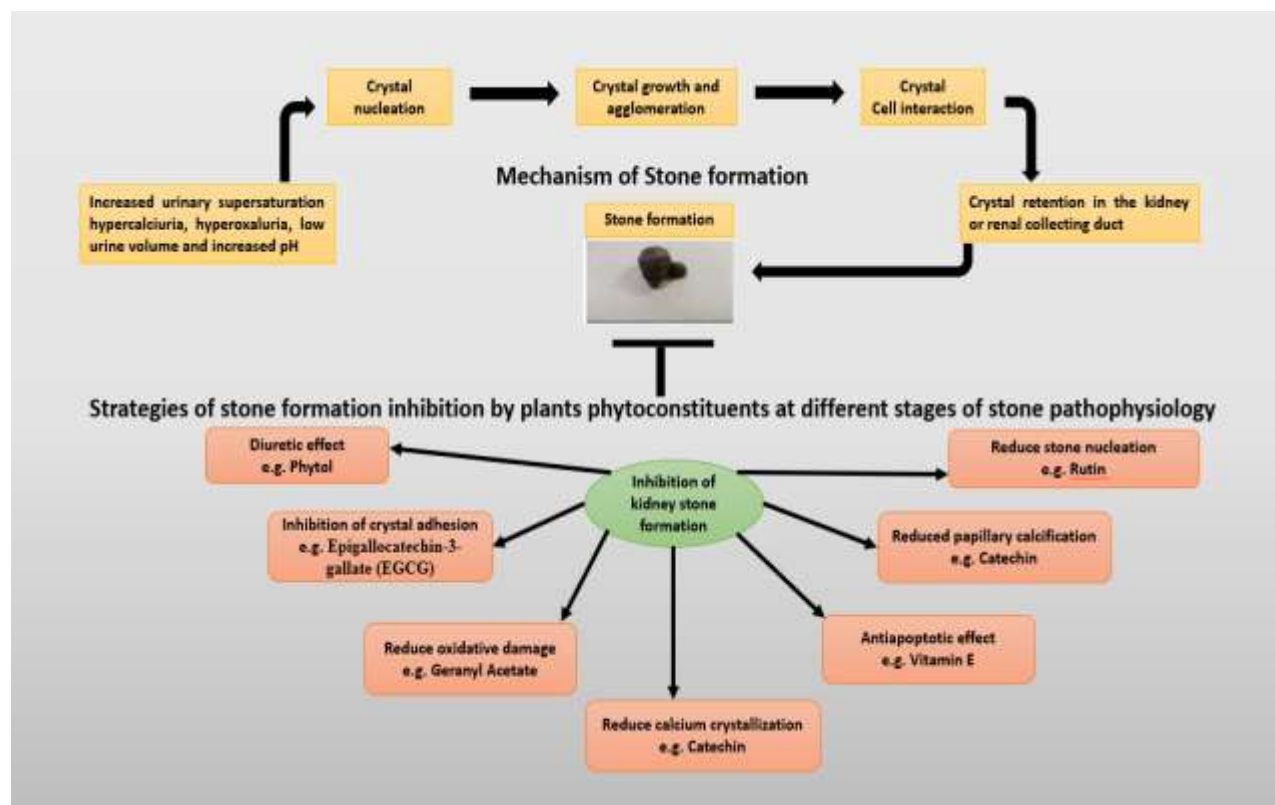 Crystal
nucleation
Crystal growth and
agglomeration
Crystal
Cell interaction
Mechanism of Stone formation
Increased urinary supersaturation
hypercalciuria, hyperoxaluria, low
urine volume and increased pH
Crystal retention in the kidney
or renal collecting duct
Stone formation
Strategies of stone formation inhibition by plants phytoconstituents at different stages of stone pathophysiology
Diuretic effect
e.g. Phytol
Reduce stone nucleation
e.g. Rutin
Inhibition of
kidney stone
formation
Inhibition of crystal adhesion
e.g. Epigallocatechin-3-
gallate (EGCG)
Reduced papillary calcification
e.g. Catechin
Reduce oxidative damage
e.g. Geranyl Acetate
Antiapoptotic effect
e.g. Vitamin E
Reduce calcium crystallization
e.g. Catechin